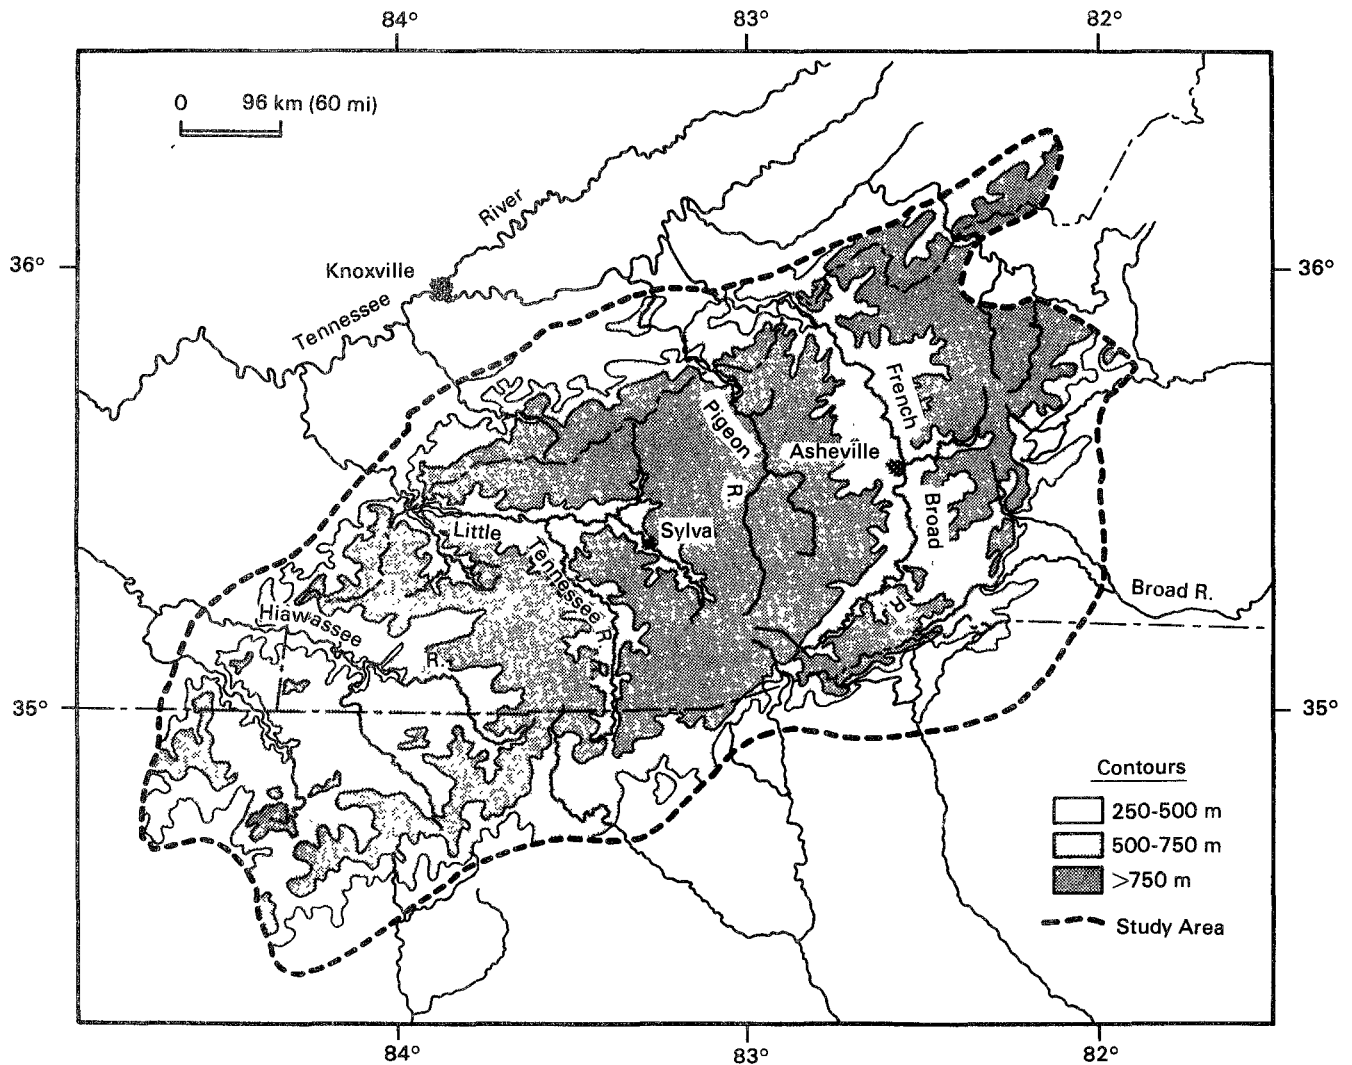 84°
83°
82°
0 96 km (60 mi)
River
36°
Knoxville
36°
Tennessee
French
Pigeon
R.
Asheville
Broad
Little
Sylva
Tennessee R.
Broad R.
R.
Hiawassee
R.
35°
35°
Contours
250-500 m
500-750 m
>750 m
Study Area
84°
83°
82°